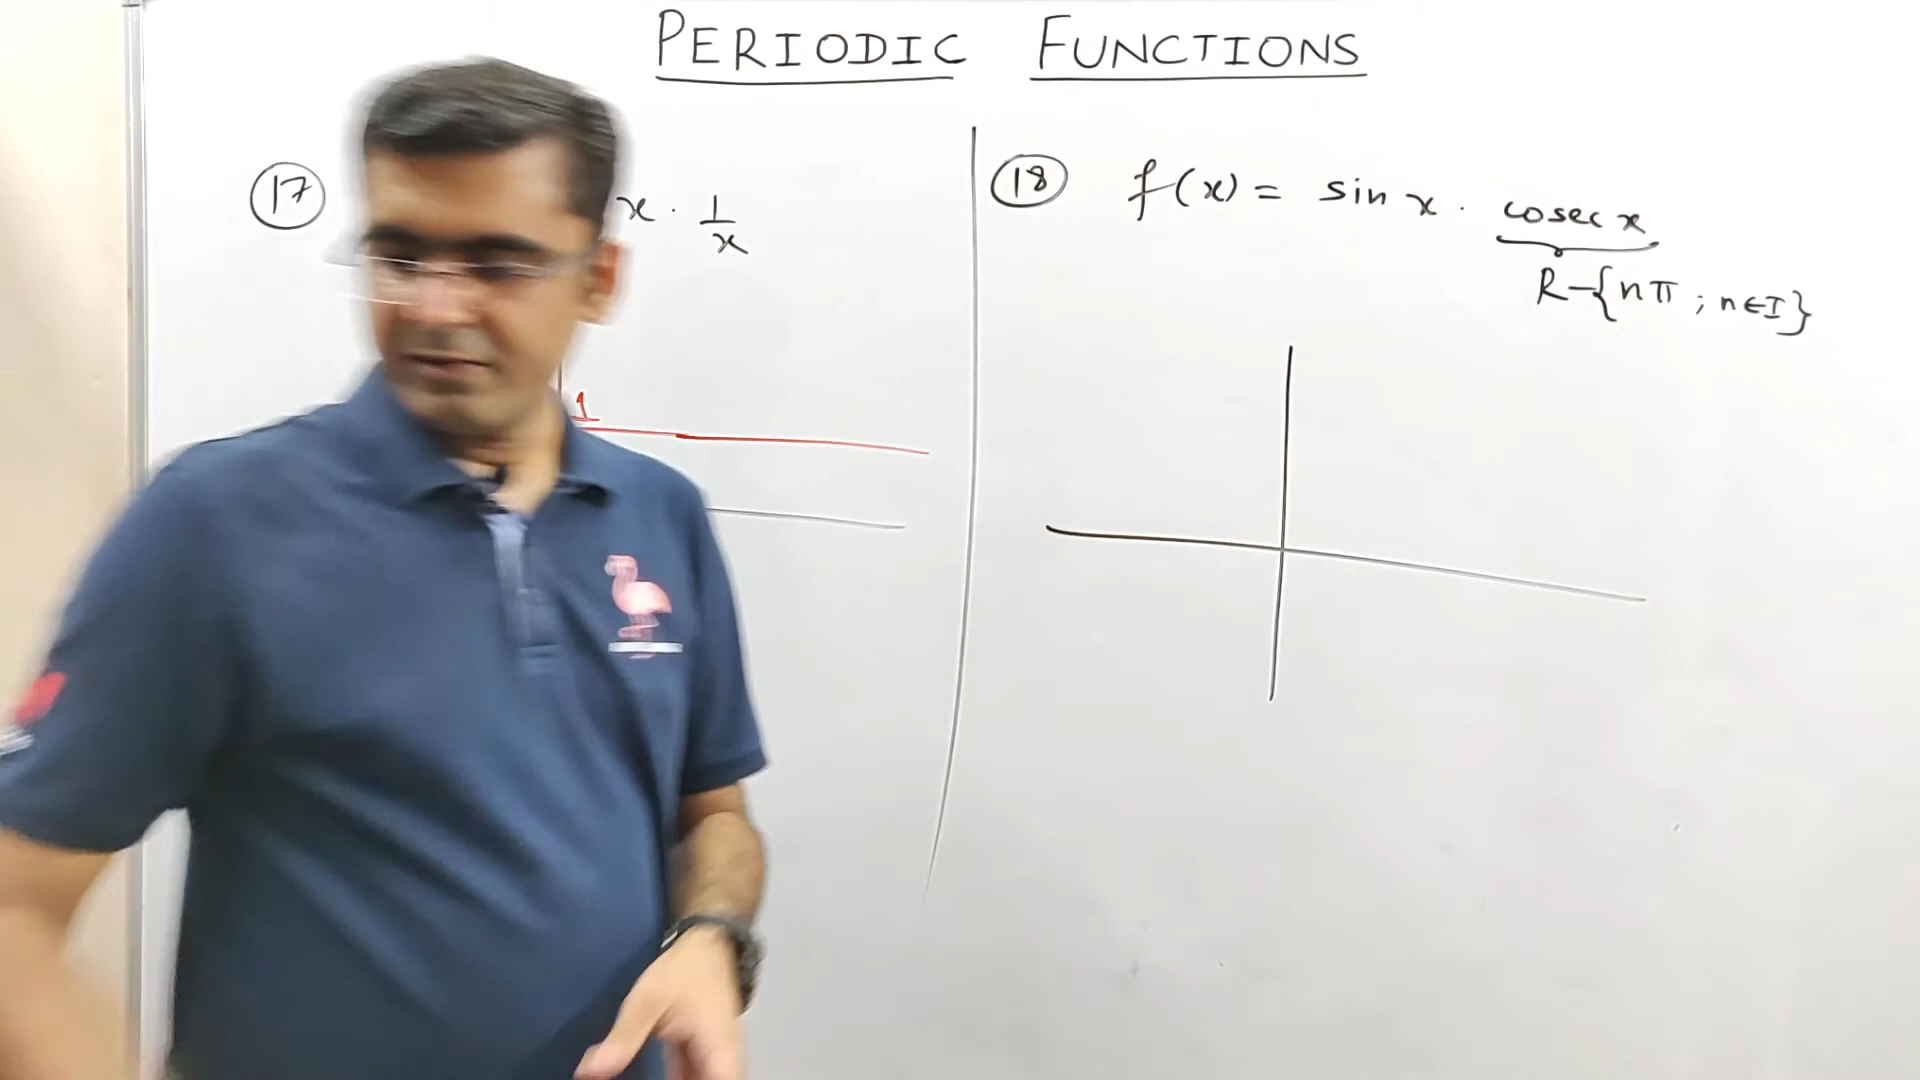 PERIODIC FUNCTIONS
17 x · 1/x
1
18 f(x) = sin x · cosec x
R-{nπ ; n∈I}